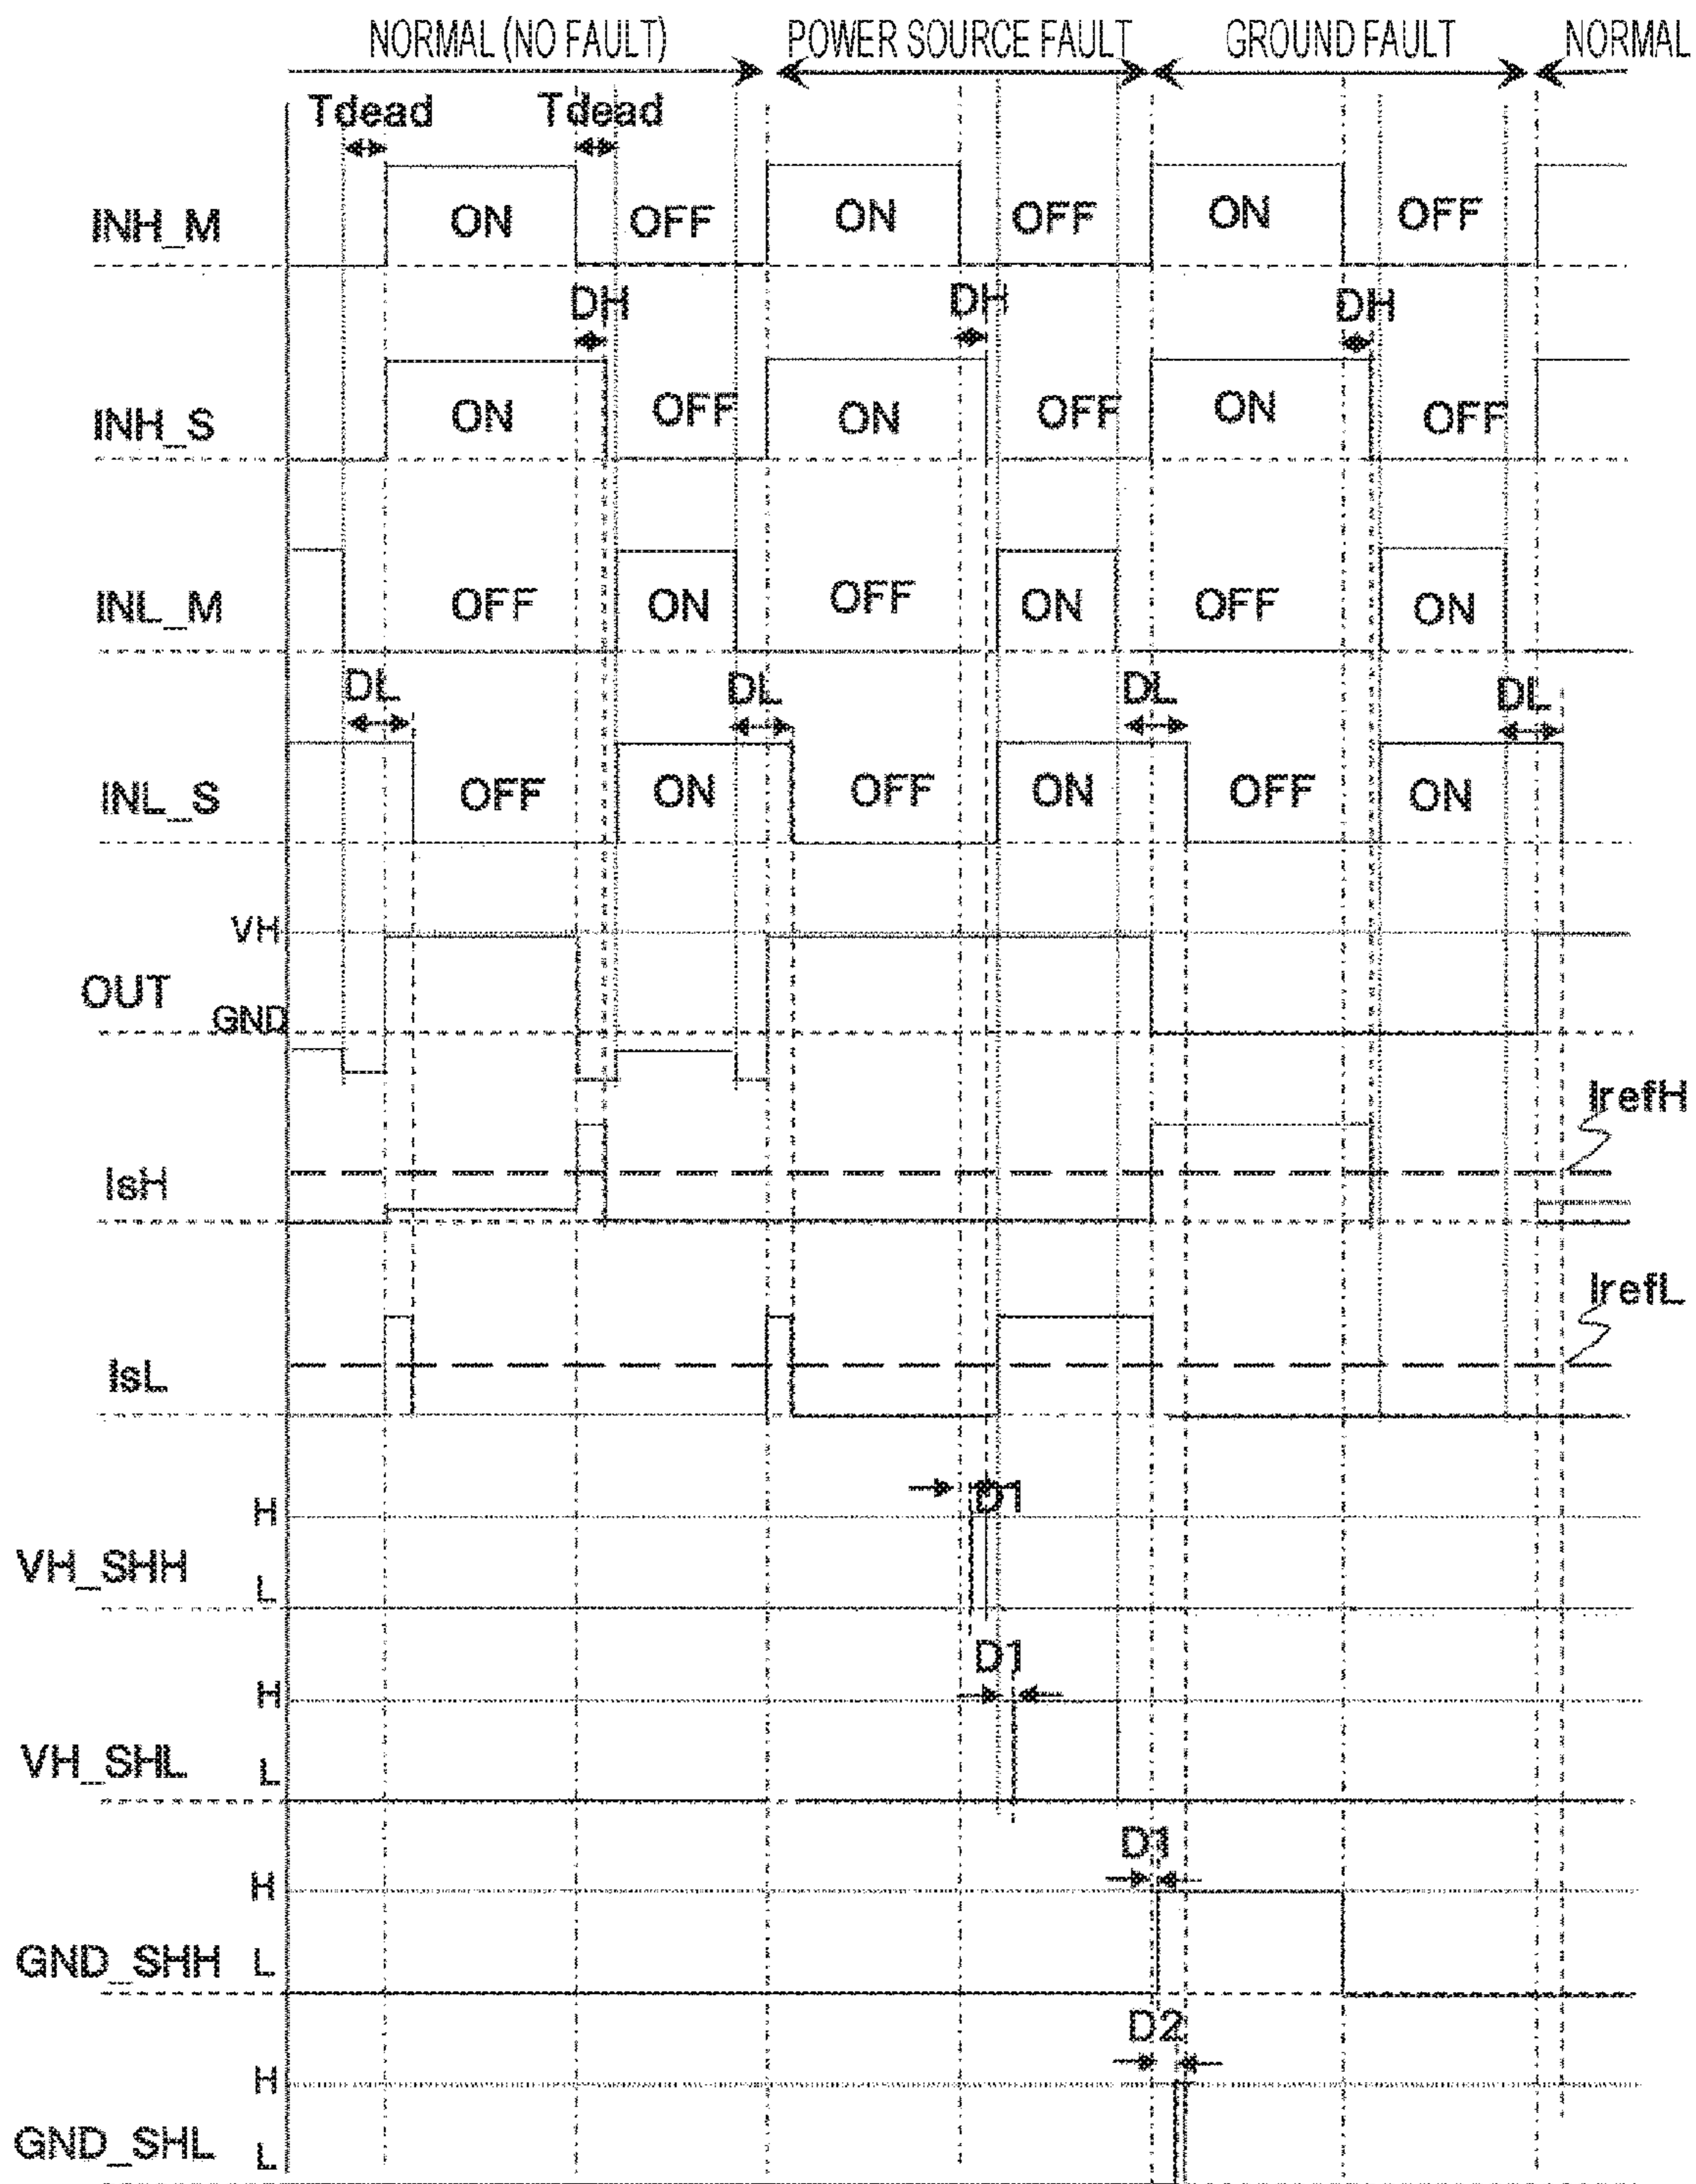 NORMAL (NO FAULT) POWER SOURCE FAULT GROUND FAULT NORMAL
Tdead Tdead
INH_M ON OFF ON OFF ON OFF
DH DH DH
INH_S ON OFF ON OFF ON OFF
INL_M OFF ON OFF ON OFF ON
DL DL DL DL
INL_S OFF ON OFF ON OFF ON
VH
OUT
GND
IrefH
IsH
IrefL
IsL
D1
H
VH_SHH
L
D1
H
VH_SHL L
D1
H
GND_SHH L
D2
H
GND_SHL L